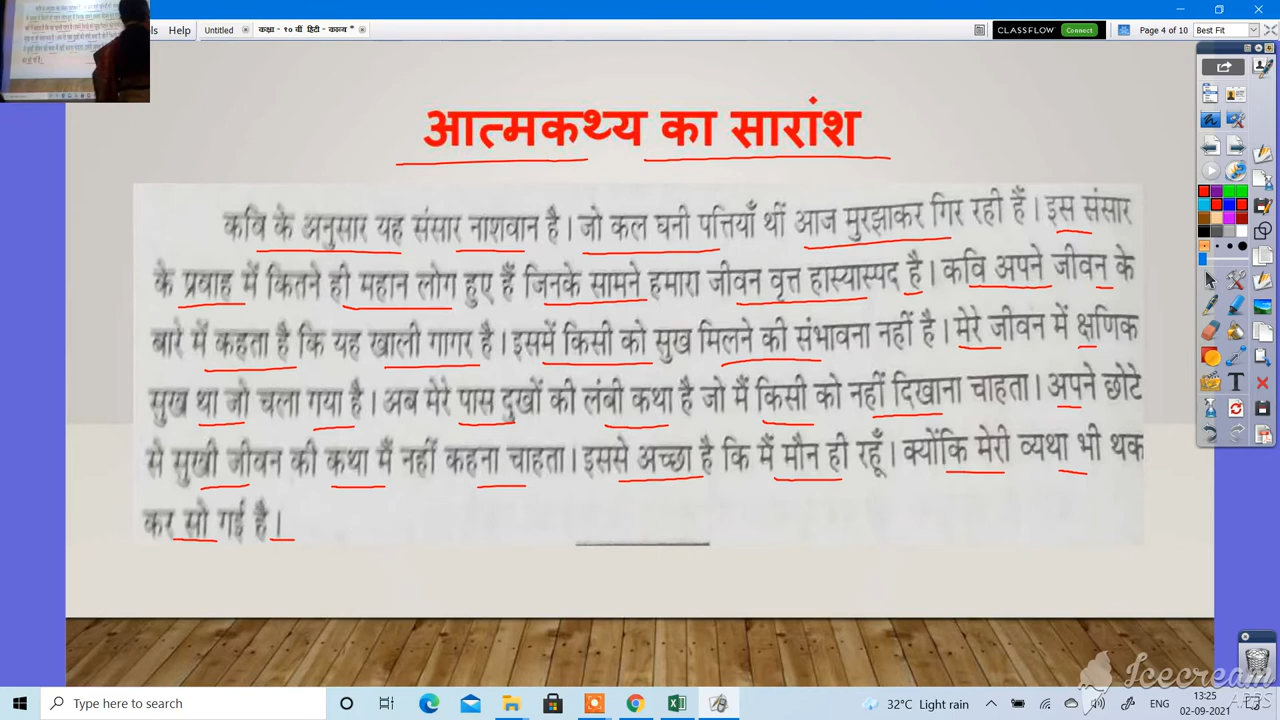 ols Help Untitled कक्षा - १० वीं हिंदी - काव्य * CLASSFLOW Connect Page 4 of 10 Best Fit
आत्मकथ्य का सारांश
कवि के अनुसार यह संसार नाशवान है। जो कल घनी पत्तियाँ थीं आज मुरझाकर गिर रही हैं। इस संसार
के प्रवाह में कितने ही महान लोग हुए हैं जिनके सामने हमारा जीवन वृत्त हास्यास्पद है। कवि अपने जीवन के
बारे में कहता है कि यह खाली गागर है। इसमें किसी को सुख मिलने की संभावना नहीं है। मेरे जीवन में क्षणिक
सुख था जो चला गया है। अब मेरे पास दुखों की लंबी कथा है जो मैं किसी को नहीं दिखाना चाहता। अपने छोटे
से सुखी जीवन की कथा मैं नहीं कहना चाहता। इससे अच्छा है कि मैं मौन ही रहूँ। क्योंकि मेरी व्यथा भी थक
कर सो गई है।
Icecream
APPS
Type here to search 32°C Light rain ENG 13:25
02-09-2021